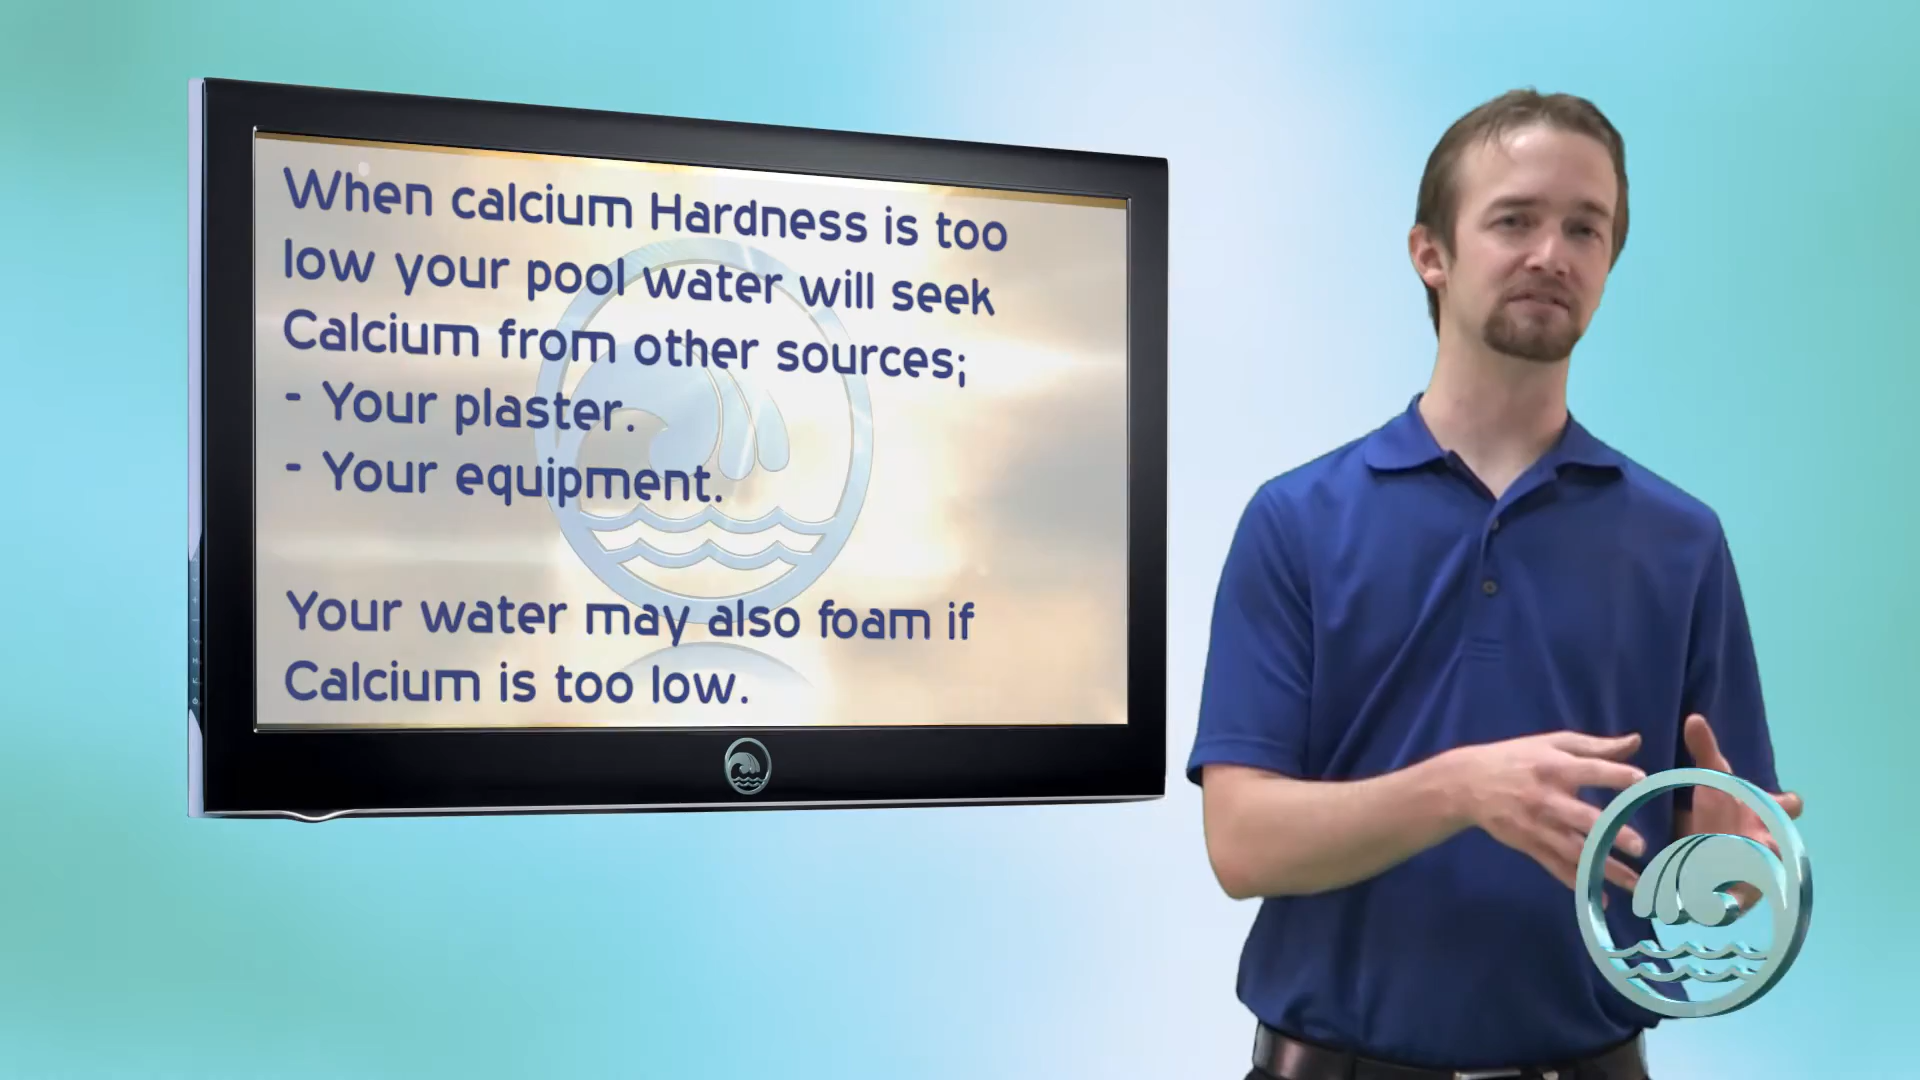 When calcium Hardness is too
low your pool water will seek
Calcium from other sources;
- Your plaster.
- Your equipment.
Your water may also foam if
Calcium is too low.